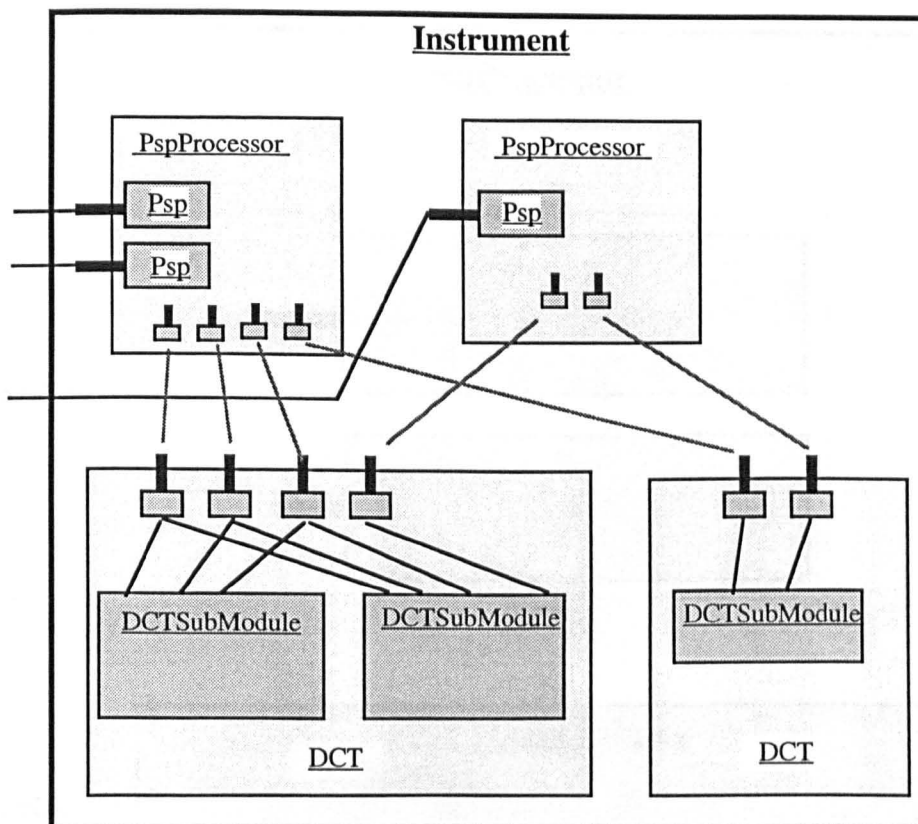 Instrument
PspProcessor
PspProcessor
Psp
Psp
Psp
DCTSubModule
DCTSubModule
DCTSubModule
DCT
DCT